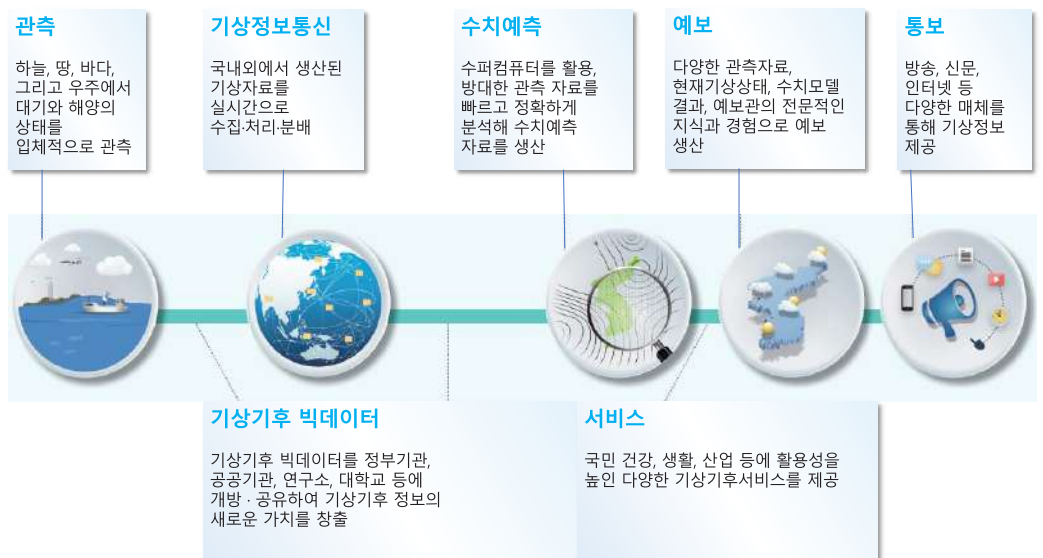 관측
하늘, 땅, 바다,
그리고 우주에서
대기와 해양의
상태를
입체적으로 관측
기상정보통신
국내외에서 생산된
기상자료를
실시간으로
수집·처리·분배
수치예측
수퍼컴퓨터를 활용,
방대한 관측 자료를
빠르고 정확하게
분석해 수치예측
자료를 생산
예보
다양한 관측자료,
현재기상상태, 수치모델
결과, 예보관의 전문적인
지식과 경험으로 예보
생산
통보
방송, 신문,
인터넷 등
다양한 매체를
통해 기상정보
제공
기상기후 빅데이터
기상기후 빅데이터를 정부기관,
공공기관, 연구소, 대학교 등에
개방 · 공유하여 기상기후 정보의
새로운 가치를 창출
서비스
국민 건강, 생활, 산업 등에 활용성을
높인 다양한 기상기후서비스를 제공